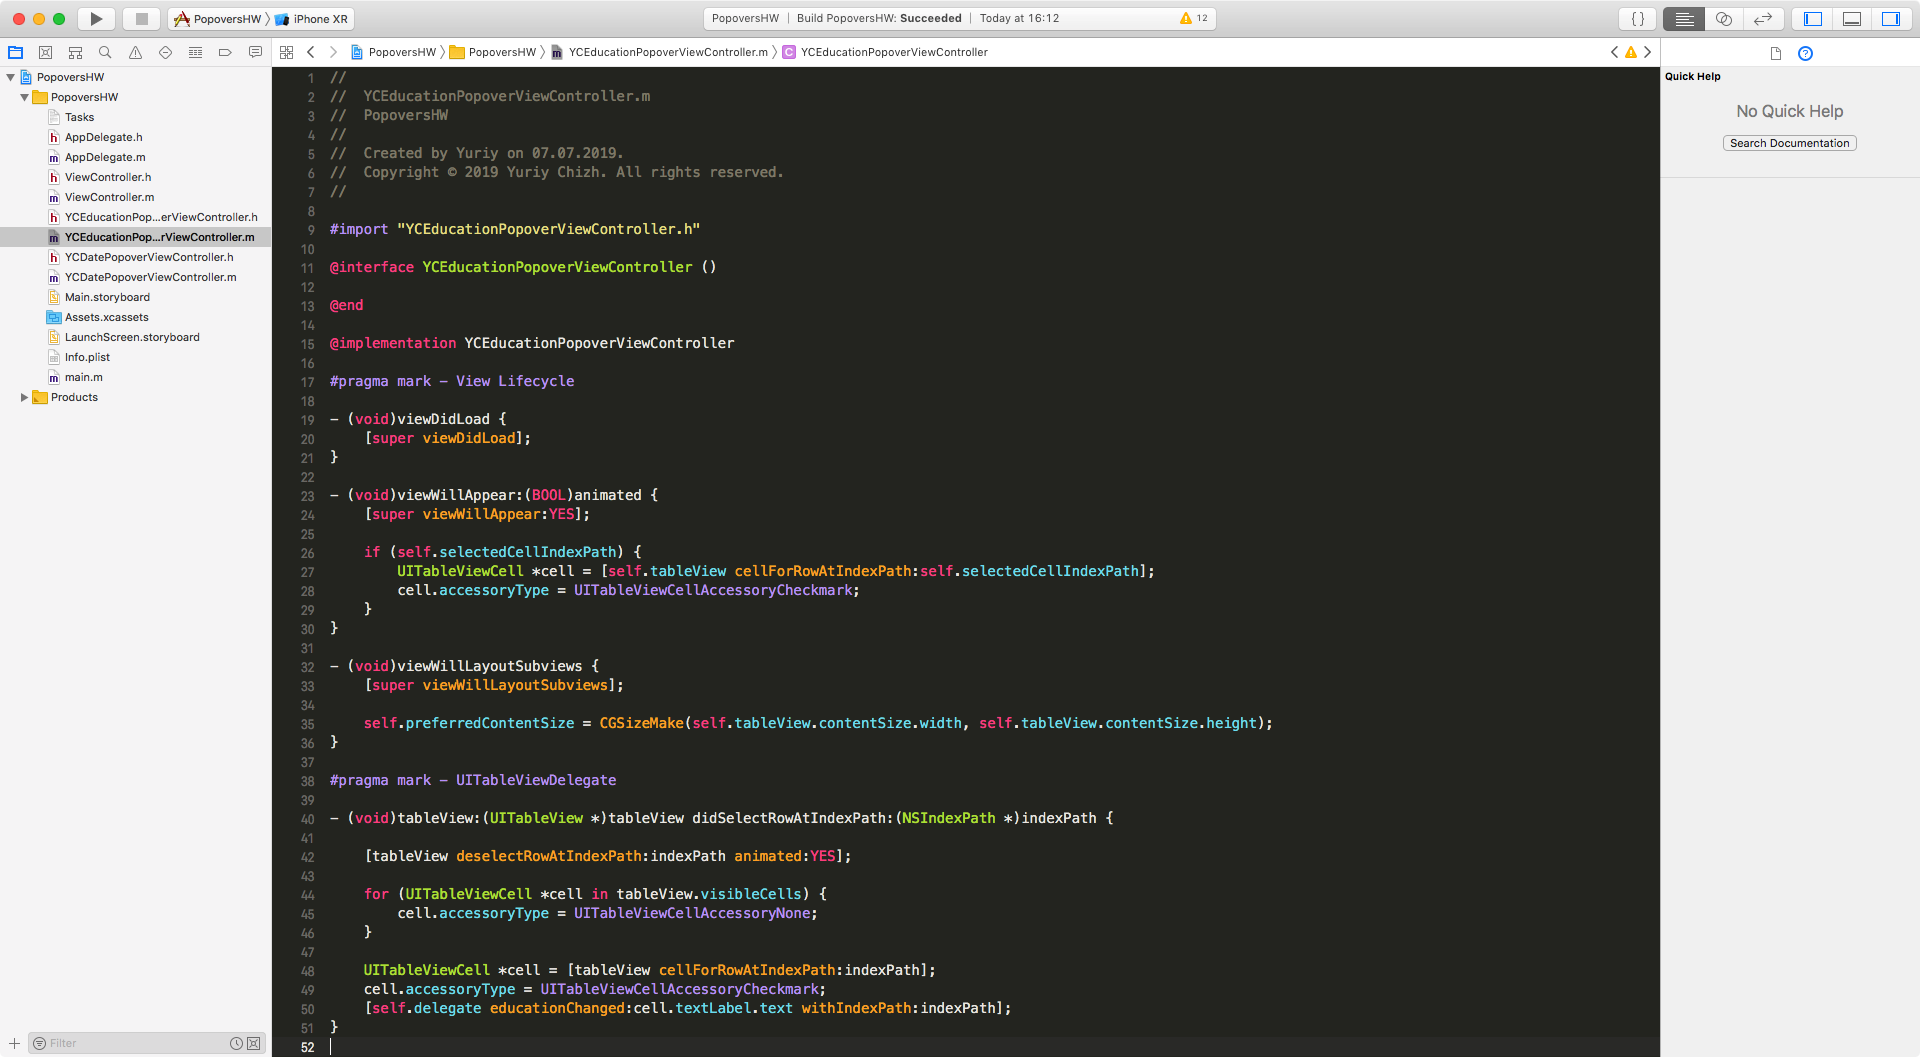 PopoversHW 〉 iPhone XR
PopoversHW | Build PopoversHW: Succeeded | Today at 16:12
12
{ }
PopoversHW 〉 PopoversHW 〉 YCEducationPopoverViewController.m 〉 C YCEducationPopoverViewController
PopoversHW
PopoversHW
Tasks
AppDelegate.h
AppDelegate.m
ViewController.h
ViewController.m
YCEducationPop...erViewController.h
YCEducationPop...rViewController.m
YCDatePopoverViewController.h
YCDatePopoverViewController.m
Main.storyboard
Assets.xcassets
LaunchScreen.storyboard
Info.plist
main.m
Products
Filter
1 //
2 //  YCEducationPopoverViewController.m
3 //  PopoversHW
4 //
5 //  Created by Yuriy on 07.07.2019.
6 //  Copyright © 2019 Yuriy Chizh. All rights reserved.
7 //
8
9 #import "YCEducationPopoverViewController.h"
10
11 @interface YCEducationPopoverViewController ()
12
13 @end
14
15 @implementation YCEducationPopoverViewController
16
17 #pragma mark - View Lifecycle
18
19 - (void)viewDidLoad {
20     [super viewDidLoad];
21 }
22
23 - (void)viewWillAppear:(BOOL)animated {
24     [super viewWillAppear:YES];
25
26     if (self.selectedCellIndexPath) {
27         UITableViewCell *cell = [self.tableView cellForRowAtIndexPath:self.selectedCellIndexPath];
28         cell.accessoryType = UITableViewCellAccessoryCheckmark;
29     }
30 }
31
32 - (void)viewWillLayoutSubviews {
33     [super viewWillLayoutSubviews];
34
35     self.preferredContentSize = CGSizeMake(self.tableView.contentSize.width, self.tableView.contentSize.height);
36 }
37
38 #pragma mark - UITableViewDelegate
39
40 - (void)tableView:(UITableView *)tableView didSelectRowAtIndexPath:(NSIndexPath *)indexPath {
41
42     [tableView deselectRowAtIndexPath:indexPath animated:YES];
43
44     for (UITableViewCell *cell in tableView.visibleCells) {
45         cell.accessoryType = UITableViewCellAccessoryNone;
46     }
47
48     UITableViewCell *cell = [tableView cellForRowAtIndexPath:indexPath];
49     cell.accessoryType = UITableViewCellAccessoryCheckmark;
50     [self.delegate educationChanged:cell.textLabel.text withIndexPath:indexPath];
51 }
52
Quick Help
No Quick Help
Search Documentation